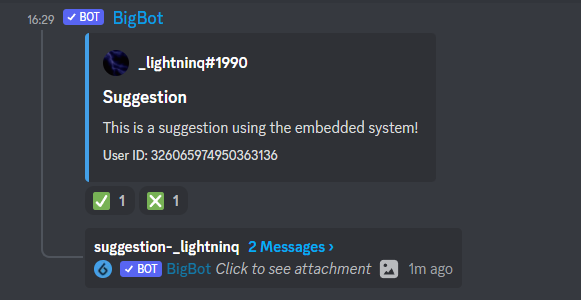 16:29 BOT BigBot
_lightninq#1990
Suggestion
This is a suggestion using the embedded system!
User ID: 326065974950363136
1 1
suggestion-_lightninq 2 Messages ›
BOT BigBot Click to see attachment 1m ago